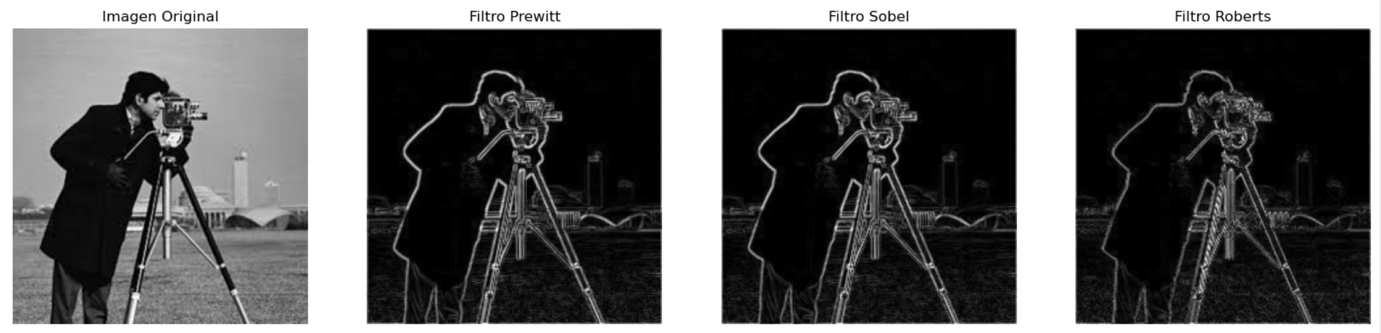 Imagen Original
Filtro Prewitt
Filtro Sobel
Filtro Roberts